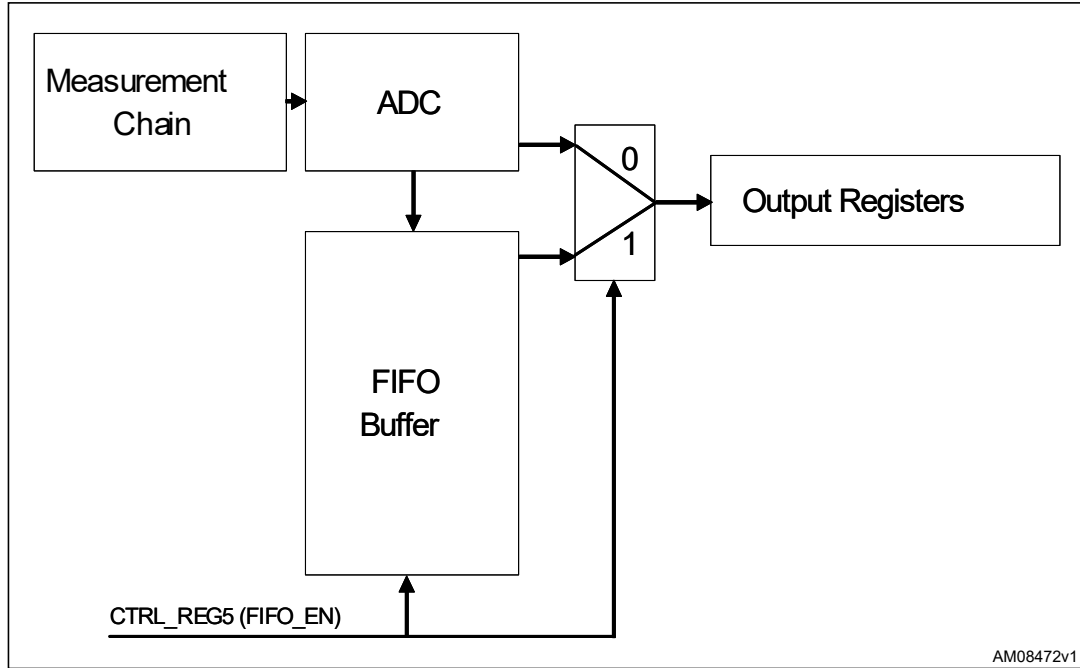 Measurement
Chain
ADC
0
1
Output Registers
FIFO
Buffer
CTRL_REG5 (FIFO_EN)
AM08472v1